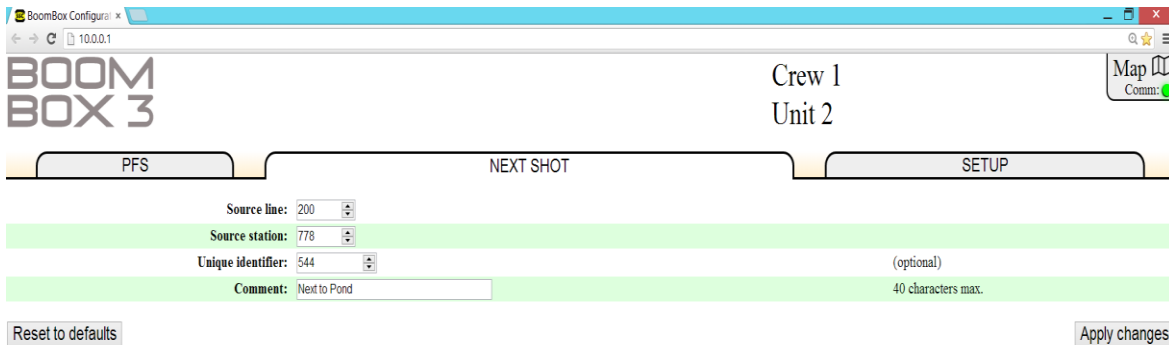 BoomBox Configurat
10.0.0.1
BOOM
BOX 3
Crew 1
Unit 2
Map
Comm:
PFS
NEXT SHOT
SETUP
Source line: 200
Source station: 778
Unique identifier: 544 (optional)
Comment: Next to Pond 40 characters max.
Reset to defaults Apply changes